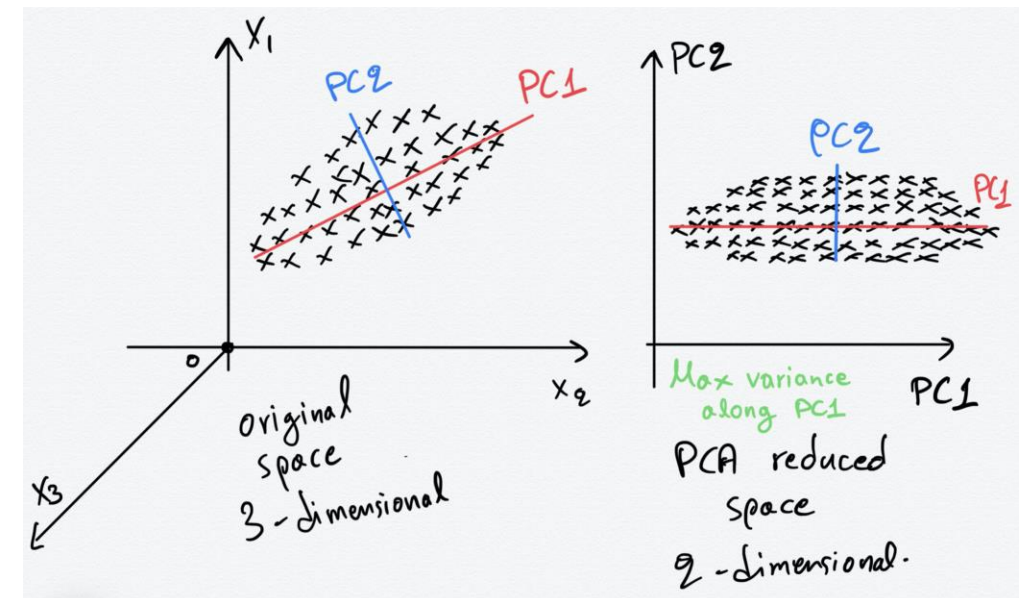 X1
PC2
PC1
0
X2
X3
original
space
3-dimensional
PC2
PC2
PC1
PC1
Max variance
along PC1
PCA reduced
space
2-dimensional.